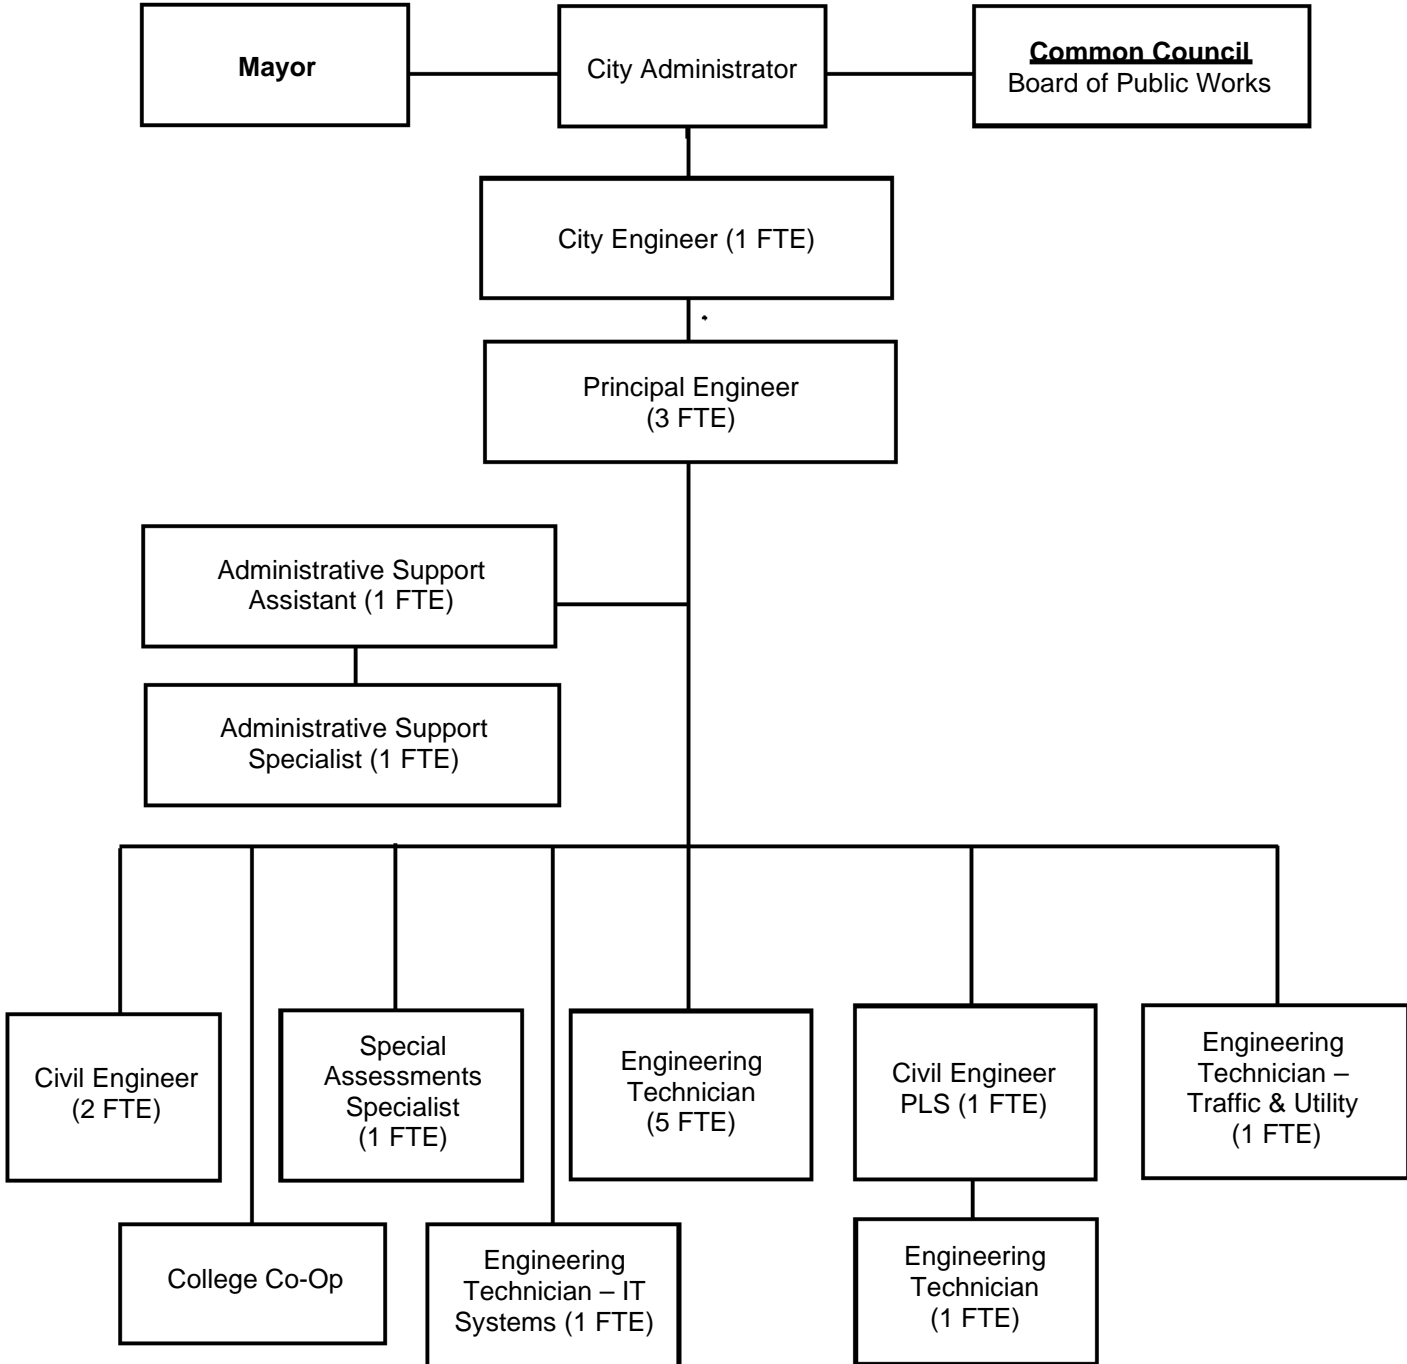 Mayor
City Administrator
Common Council
Board of Public Works
City Engineer (1 FTE)
Principal Engineer
(3 FTE)
Administrative Support
Assistant (1 FTE)
Administrative Support
Specialist (1 FTE)
Civil Engineer
(2 FTE)
Special
Assessments
Specialist
(1 FTE)
Engineering
Technician
(5 FTE)
Civil Engineer
PLS (1 FTE)
Engineering
Technician –
Traffic & Utility
(1 FTE)
College Co-Op
Engineering
Technician – IT
Systems (1 FTE)
Engineering
Technician
(1 FTE)